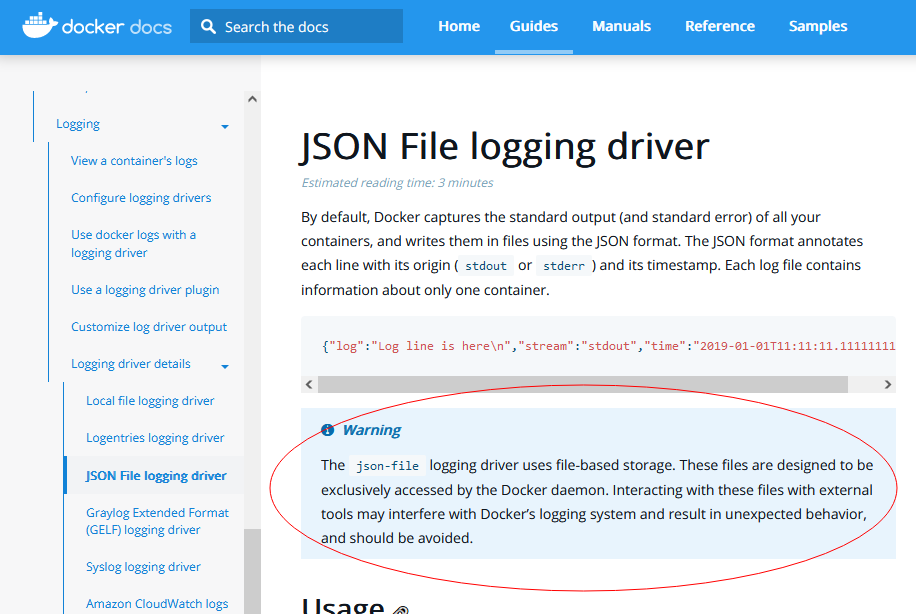 docker docs
Search the docs
Home
Guides
Manuals
Reference
Samples
Logging
View a container's logs
Configure logging drivers
Use docker logs with a
logging driver
Use a logging driver plugin
Customize log driver output
Logging driver details
Local file logging driver
Logentries logging driver
JSON File logging driver
Graylog Extended Format
(GELF) logging driver
Syslog logging driver
Amazon CloudWatch logs
JSON File logging driver
Estimated reading time: 3 minutes
By default, Docker captures the standard output (and standard error) of all your
containers, and writes them in files using the JSON format. The JSON format annotates
each line with its origin ( stdout or stderr ) and its timestamp. Each log file contains
information about only one container.
{"log":"Log line is here\n","stream":"stdout","time":"2019-01-01T11:11:11.11111111
Warning
The json-file logging driver uses file-based storage. These files are designed to be
exclusively accessed by the Docker daemon. Interacting with these files with external
tools may interfere with Docker’s logging system and result in unexpected behavior,
and should be avoided.
Usage